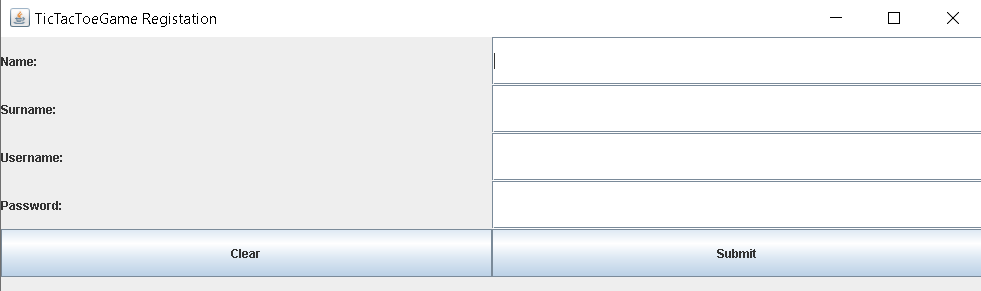 TicTacToeGame Registation
Name:
Surname:
Username:
Password:
Clear Submit